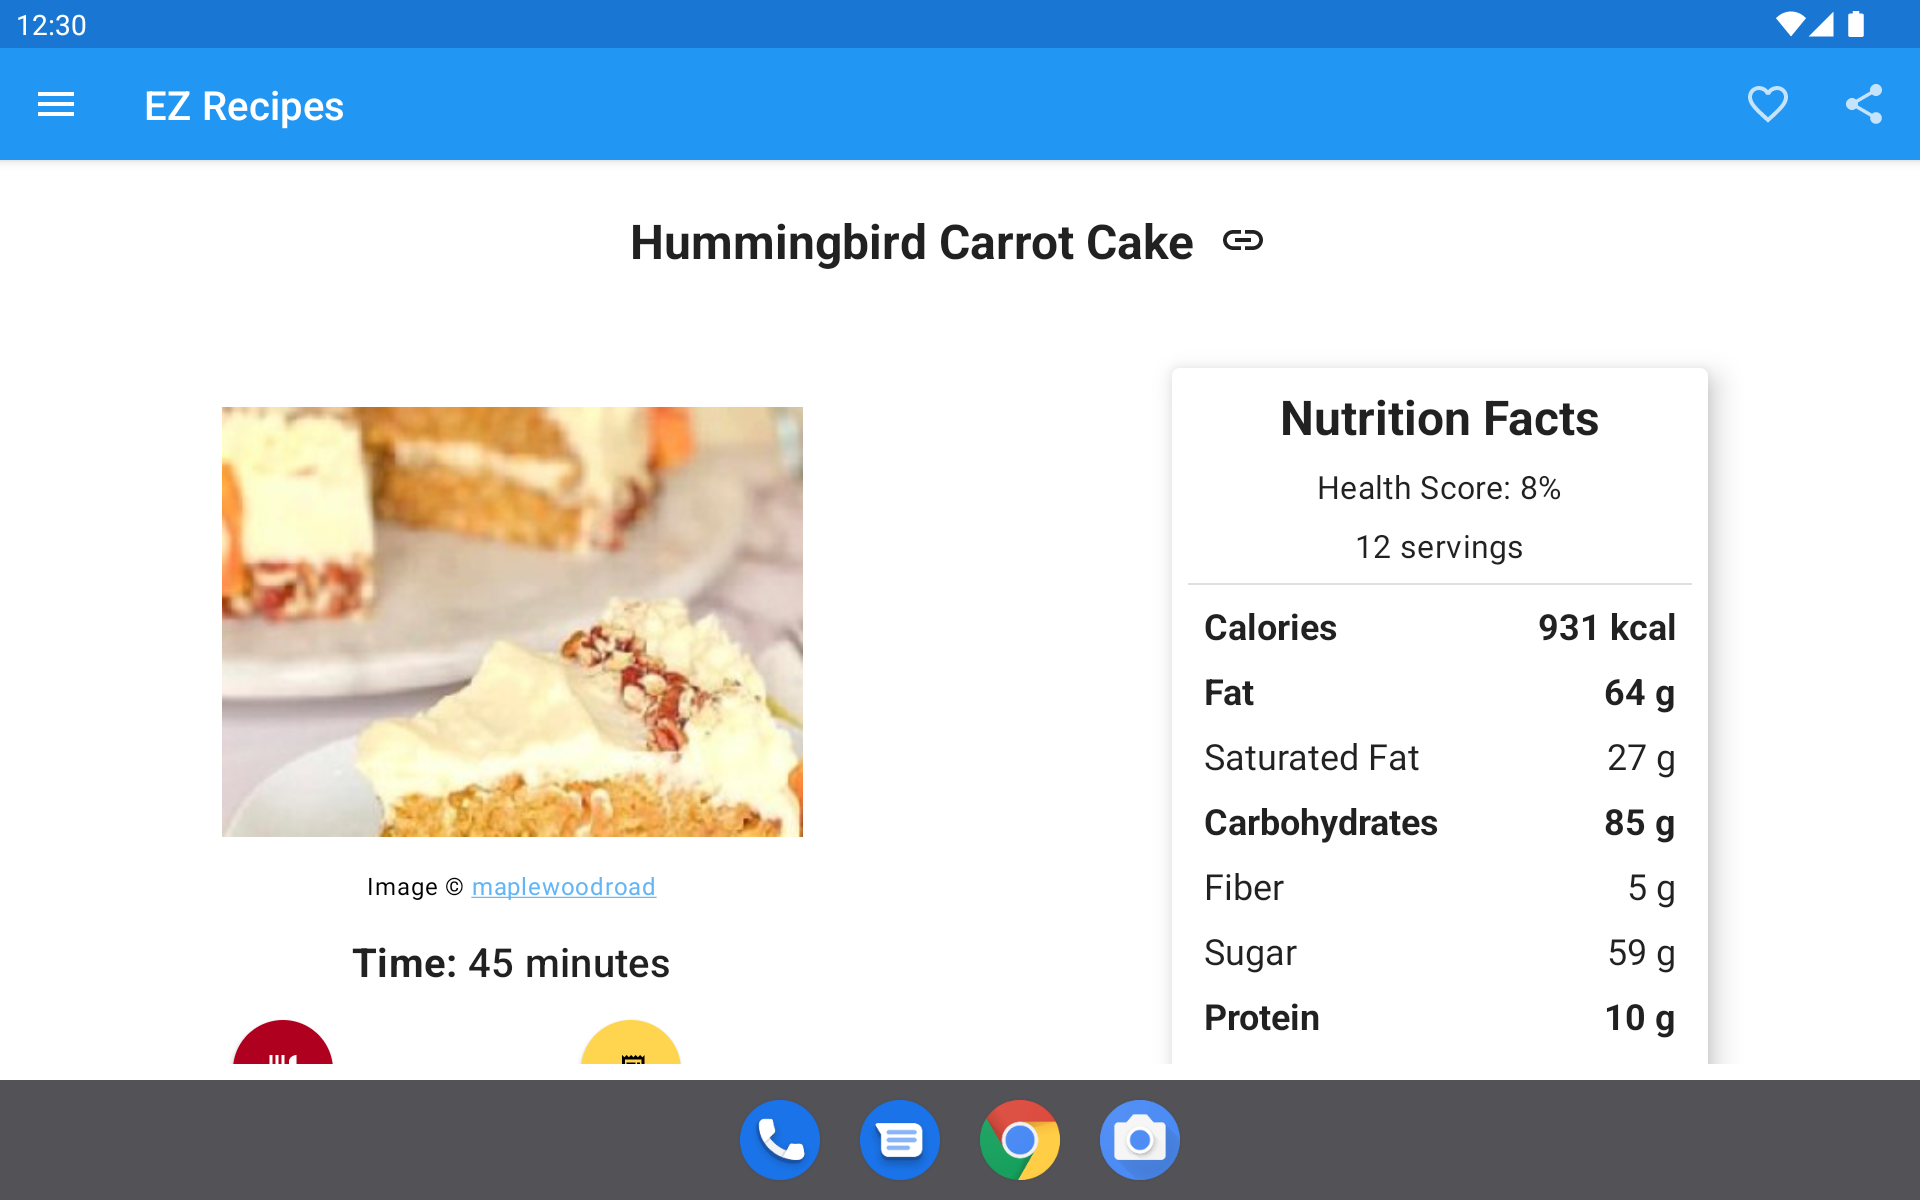 12:30
EZ Recipes
Hummingbird Carrot Cake
Image © maplewoodroad
Time: 45 minutes
Nutrition Facts
Health Score: 8%
12 servings
Calories 931 kcal
Fat 64 g
Saturated Fat 27 g
Carbohydrates 85 g
Fiber 5 g
Sugar 59 g
Protein 10 g